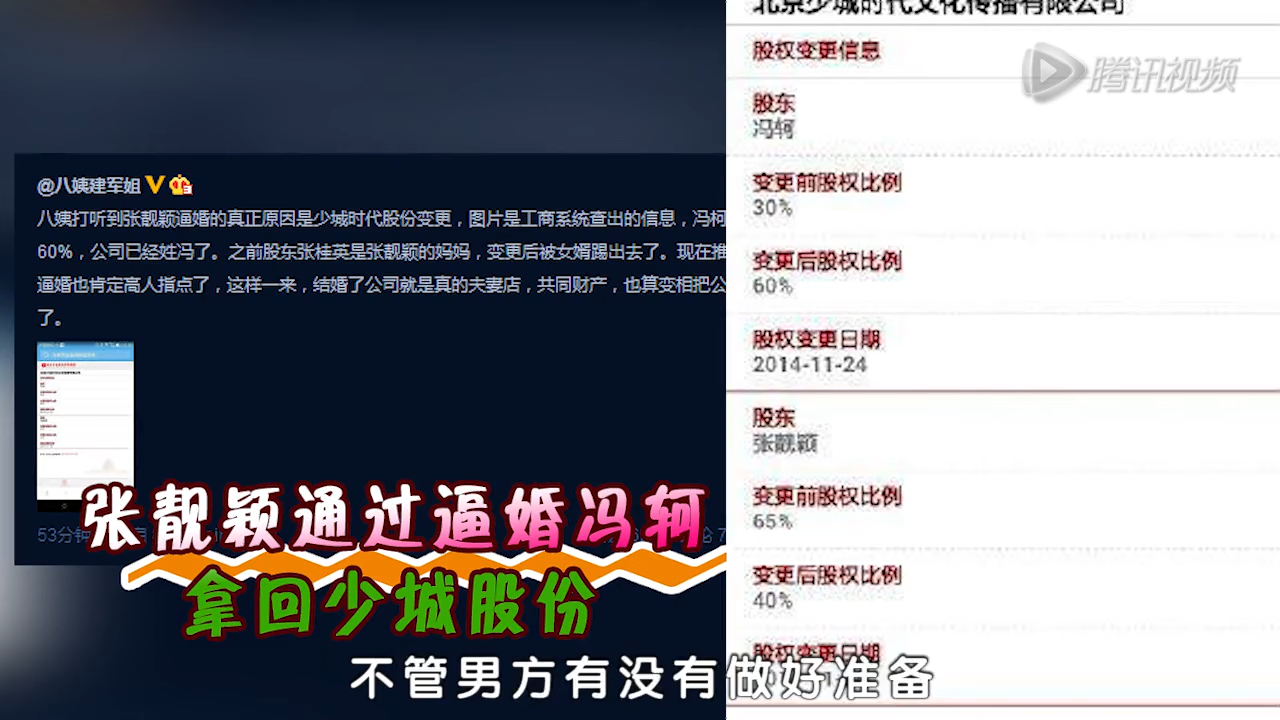 @八姨建军姐
八姨打听到张靓颖逼婚的真正原因是少城时代股份变更，图片是工商系统查出的信息，冯柯
60%，公司已经姓冯了。之前股东张桂英是张靓颖的妈妈，变更后被女婿踢出去了。现在推
逼婚也肯定高人指点了，这样一来，结婚了公司就是真的夫妻店，共同财产，也算变相把公
了。
53分钟
张靓颖通过逼婚冯轲
拿回少城股份
北京少城时代文化传播有限公司
腾讯视频
股权变更信息
股东
冯轲
变更前股权比例
30%
变更后股权比例
60%
股权变更日期
2014-11-24
股东
张靓颖
变更前股权比例
65%
变更后股权比例
40%
股权变更日期
不管男方有没有做好准备